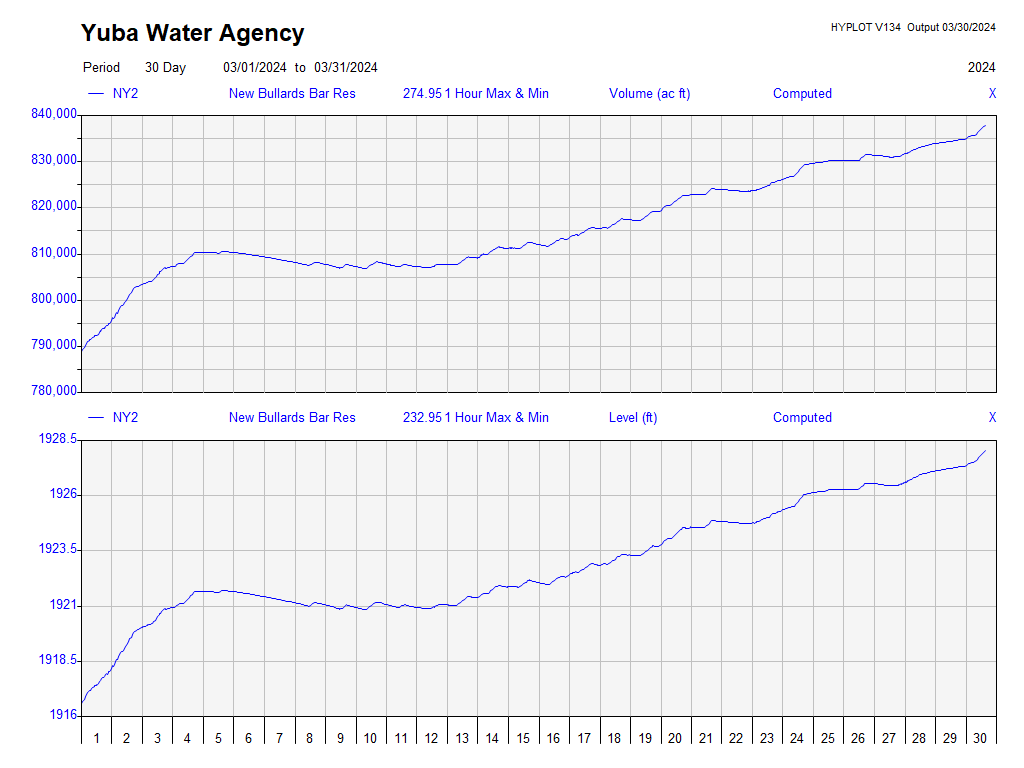 Yuba Water Agency
HYPLOT V134 Output 03/30/2024
Period 30 Day 03/01/2024 to 03/31/2024 2024
NY2 New Bullards Bar Res 274.95 1 Hour Max & Min Volume (ac ft) Computed X
840,000
830,000
820,000
810,000
800,000
790,000
780,000
NY2 New Bullards Bar Res 232.95 1 Hour Max & Min Level (ft) Computed X
1928.5
1926
1923.5
1921
1918.5
1916
1 2 3 4 5 6 7 8 9 10 11 12 13 14 15 16 17 18 19 20 21 22 23 24 25 26 27 28 29 30